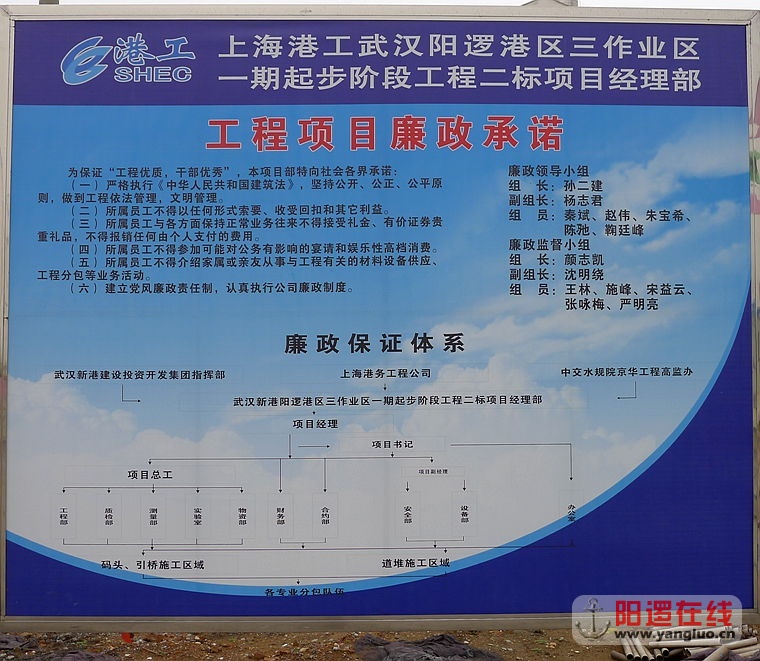 港工
SHEC
上海港工武汉阳逻港区三作业区
一期起步阶段工程二标项目经理部
工程项目廉政承诺
为保证“工程优质，干部优秀”，本项目部特向社会各界承诺：
（一）严格执行《中华人民共和国建筑法》，坚持公开、公正、公平原
则，做到工程依法管理，文明管理。
（二）所属员工不得以任何形式索要、收受回扣和其它利益。
（三）所属员工与各方面保持正常业务往来不得接受礼金、有价证券贵
重礼品，不得报销任何由个人支付的费用。
（四）所属员工不得参加可能对公务有影响的宴请和娱乐性高档消费。
（五）所属员工不得介绍家属或亲友从事与工程有关的材料设备供应、
工程分包等业务活动。
（六）建立党风廉政责任制，认真执行公司廉政制度。
廉政领导小组
组　长：孙二建
副组长：杨志君
组　员：秦斌、赵伟、朱宝希、
陈弛、鞠廷峰
廉政监督小组
组　长：颜志凯
副组长：沈明绕
组　员：王林、施峰、宋益云、
张咏梅、严明亮
廉政保证体系
武汉新港建设投资开发集团指挥部
上海港务工程公司
中交水规院京华工程高监办
武汉新港阳逻港区三作业区一期起步阶段工程二标项目经理部
项目经理
项目书记
项目总工
项目副经理
工程部
质检部
测量部
实验室
物资部
财务部
合约部
安全部
设备部
办公室
码头、引桥施工区域
道堆施工区域
各专业分包队伍
阳逻在线
www.yangluo.cn